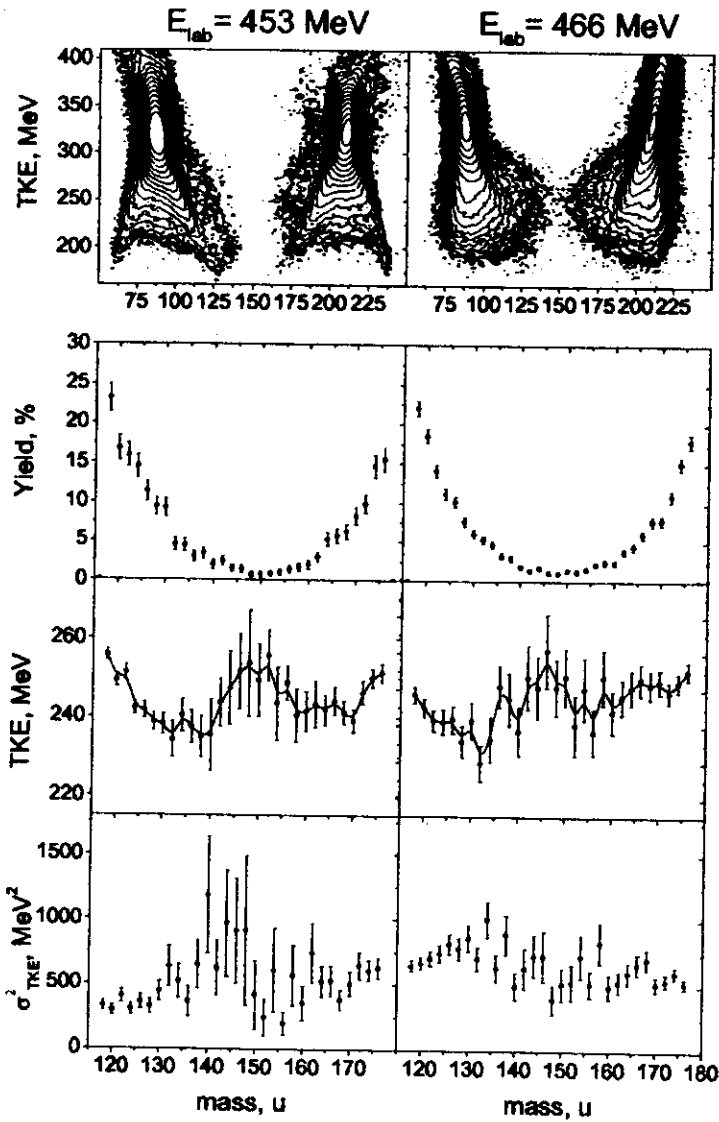 E_lab = 453 MeV
E_lab = 466 MeV
TKE, MeV
400
350
300
250
200
75 100 125 150 175 200 225
75 100 125 150 175 200 225
Yield, %
30
25
20
15
10
5
0
TKE, MeV
260
240
220
σ²_TKE, MeV²
1500
1000
500
0
120 130 140 150 160 170
120 130 140 150 160 170 180
mass, u
mass, u